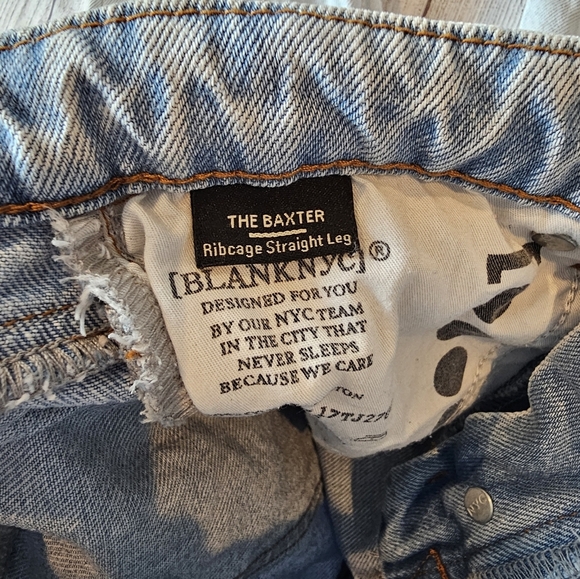 THE BAXTER
Ribcage Straight Leg
[BLANKNYC]®
DESIGNED FOR YOU
BY OUR NYC TEAM
IN THE CITY THAT
NEVER SLEEPS
BECAUSE WE CARE
NYC